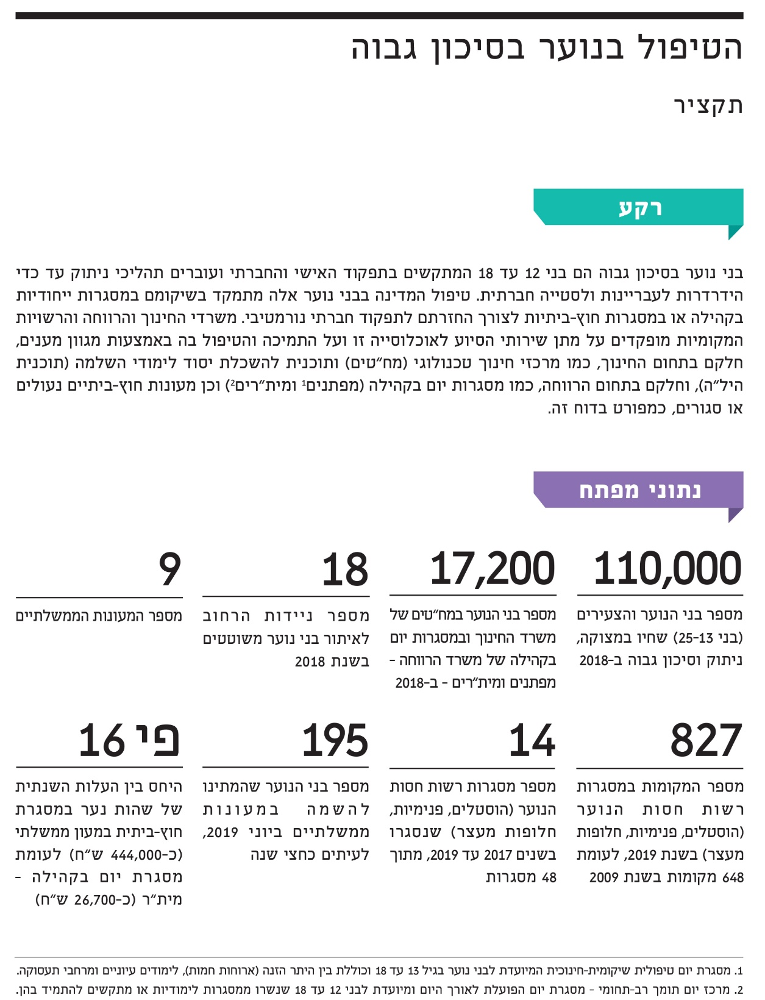 הטיפול בנוער בסיכון גבוה
תקציר
רקע
בני נוער בסיכון גבוה הם בני 12 עד 18 המתקשים בתפקוד האישי והחברתי ועוברים תהליכי ניתוק עד כדי
הידרדרות לעבריינות ולסטייה חברתית. טיפול המדינה בבני נוער אלה מתמקד בשיקומם במסגרות ייחודיות
בקהילה או במסגרות חוץ-ביתיות לצורך החזרתם לתפקוד חברתי נורמטיבי. משרדי החינוך והרווחה והרשויות
המקומיות מופקדים על מתן שירותי הסיוע לאוכלוסייה זו ועל התמיכה והטיפול בה באמצעות מגוון מענים,
חלקם בתחום החינוך, כמו מרכזי חינוך טכנולוגי (מח"טים) ותוכנית להשכלת יסוד לימודי השלמה (תוכנית
היל"ה), וחלקם בתחום הרווחה, כמו מסגרות יום בקהילה (מפתנים¹ ומית"רים²) וכן מעונות חוץ-ביתיים נעולים
או סגורים, כמפורט בדוח זה.
נתוני מפתח
110,000
מספר בני הנוער והצעירים
(בני 25-13) שחיו במצוקה,
ניתוק וסיכון גבוה ב-2018
17,200
מספר בני הנוער במח"טים של
משרד החינוך ובמסגרות יום
בקהילה של משרד הרווחה -
מפתנים ומית"רים - ב-2018
18
מספר ניידות הרחוב
לאיתור בני נוער משוטטים
בשנת 2018
9
מספר המעונות הממשלתיים
827
מספר המקומות במסגרות
רשות חסות הנוער
(הוסטלים, פנימיות, חלופות
מעצר) בשנת 2019, לעומת
648 מקומות בשנת 2009
14
מספר מסגרות רשות חסות
הנוער (הוסטלים, פנימיות,
חלופות מעצר) שנסגרו
בשנים 2017 עד 2019, מתוך
48 מסגרות
195
מספר בני הנוער שהמתינו
להשמה במעונות
ממשלתיים ביוני 2019,
לעיתים כחצי שנה
פי 16
היחס בין העלות השנתית
של שהות נער במסגרת
חוץ-ביתית במעון ממשלתי
(כ-444,000 ש"ח) לעומת
מסגרת יום בקהילה -
מית"ר (כ-26,700 ש"ח)
1. מסגרת יום טיפולית שיקומית-חינוכית המיועדת לבני נוער בגיל 13 עד 18 וכוללת בין היתר הזנה (ארוחות חמות), לימודים עיוניים ומרחבי תעסוקה.
2. מרכז יום תומך רב-תחומי - מסגרת יום הפועלת לאורך היום ומיועדת לבני 12 עד 18 שנשרו ממסגרות לימודיות או מתקשים להתמיד בהן.